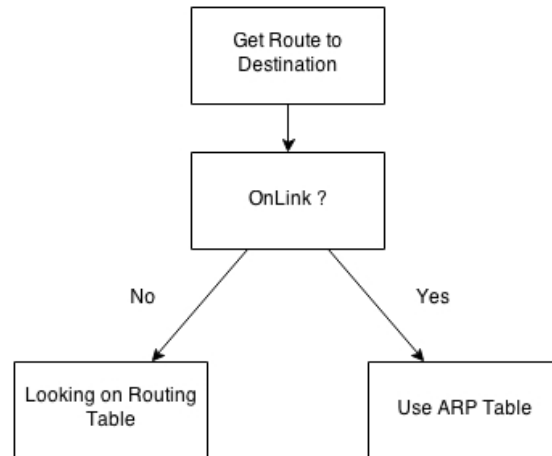 Get Route to
Destination
OnLink ?
No
Yes
Looking on Routing
Table
Use ARP Table